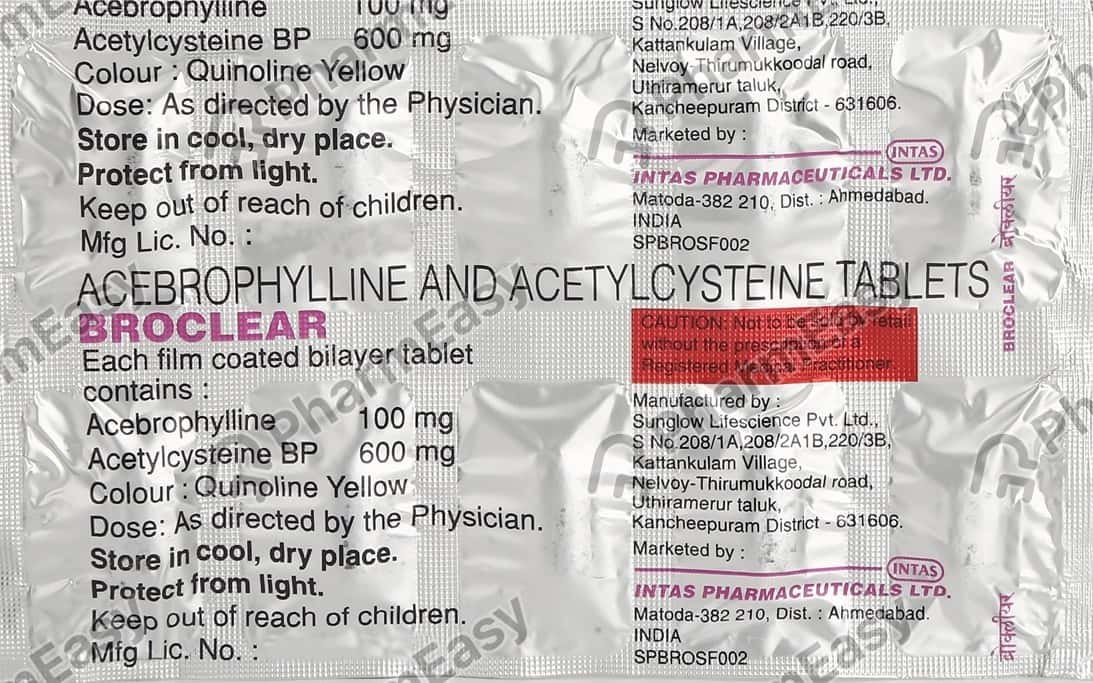 Acebrophylline 100 mg
Acetylcysteine BP 600 mg
Colour : Quinoline Yellow
Dose: As directed by the Physician.
Store in cool, dry place.
Protect from light.
Keep out of reach of children.
Mfg Lic. No. :
Sunglow Lifescience Pvt. Ltd.,
S No.208/1A,208/2A1B,220/3B,
Kattankulam Village,
Nelvoy-Thirumukkoodal road,
Uthiramerur taluk,
Kancheepuram District - 631606.
Marketed by :
INTAS
INTAS PHARMACEUTICALS LTD.
Matoda-382 210, Dist. : Ahmedabad.
INDIA
SPBROSF002
BROCLEAR ब्रोक्लीयर
ACEBROPHYLLINE AND ACETYLCYSTEINE TABLETS
BROCLEAR
Each film coated bilayer tablet
contains :
Acebrophylline 100 mg
Acetylcysteine BP 600 mg
Colour : Quinoline Yellow
Dose: As directed by the Physician.
Store in cool, dry place.
Protect from light.
Keep out of reach of children.
Mfg Lic. No. :
CAUTION: Not to be sold by retail
without the prescription of a
Registered Medical Practitioner
Manufactured by :
Sunglow Lifescience Pvt. Ltd.,
S No.208/1A,208/2A1B,220/3B,
Kattankulam Village,
Nelvoy-Thirumukkoodal road,
Uthiramerur taluk,
Kancheepuram District - 631606.
Marketed by :
INTAS
INTAS PHARMACEUTICALS LTD.
Matoda-382 210, Dist. : Ahmedabad.
INDIA
SPBROSF002
ब्रोक्लीयर
PharmEasy